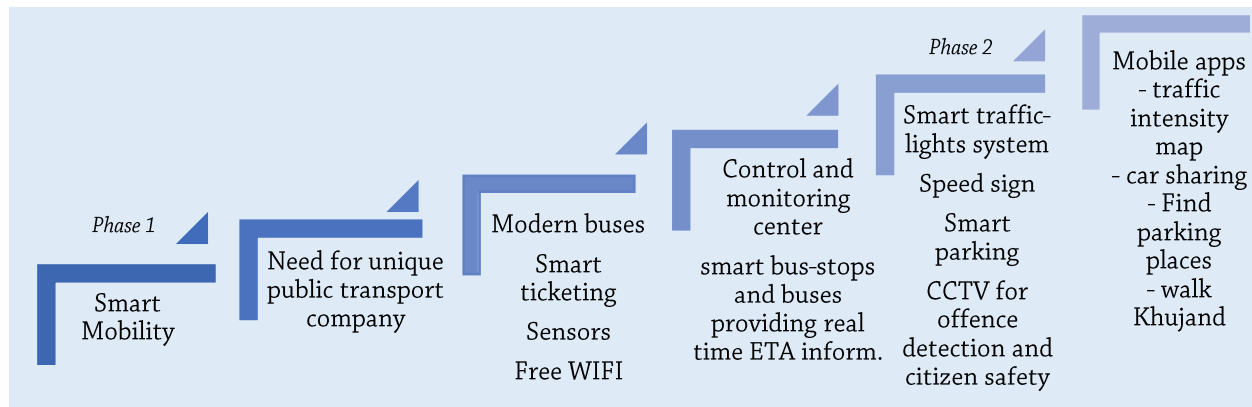 Phase 1
Smart
Mobility
Need for unique
public transport
company
Modern buses
Smart
ticketing
Sensors
Free WIFI
Control and
monitoring
center
smart bus-stops
and buses
providing real
time ETA inform.
Phase 2
Smart traffic-
lights system
Speed sign
Smart
parking
CCTV for
offence
detection and
citizen safety
Mobile apps
- traffic
intensity
map
- car sharing
- Find
parking
places
- walk
Khujand